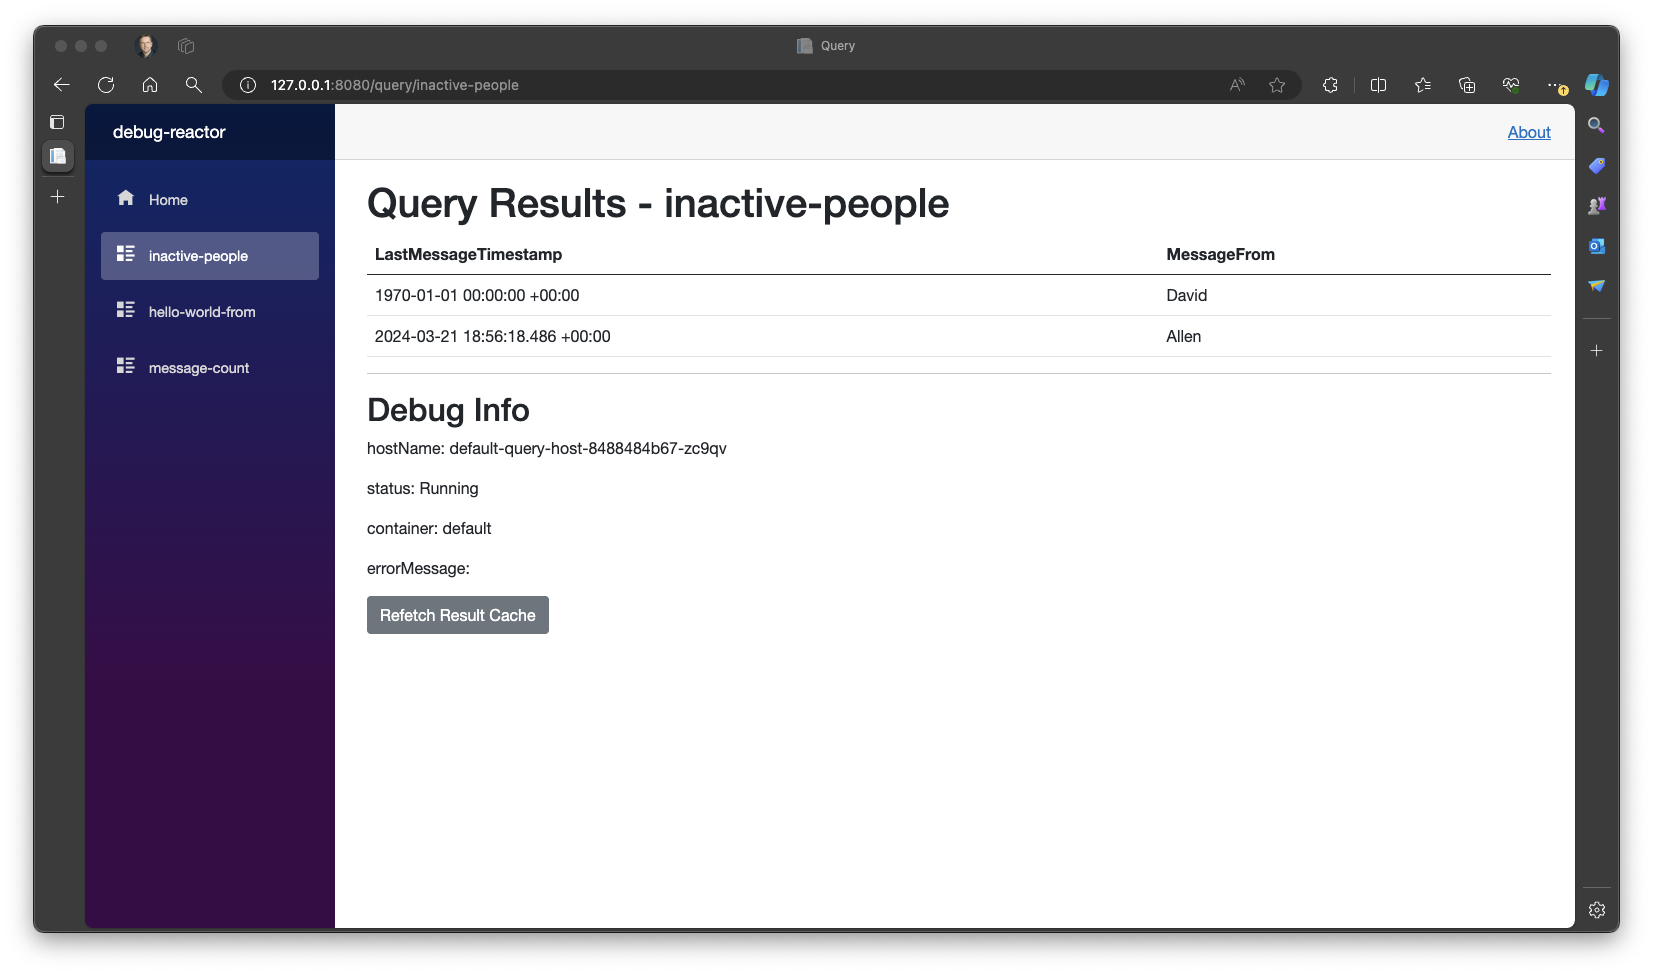 Query
127.0.0.1:8080/query/inactive-people
debug-reactor
About
Home
inactive-people
hello-world-from
message-count
Query Results - inactive-people
LastMessageTimestamp MessageFrom
1970-01-01 00:00:00 +00:00 David
2024-03-21 18:56:18.486 +00:00 Allen
Debug Info
hostName: default-query-host-8488484b67-zc9qv
status: Running
container: default
errorMessage:
Refetch Result Cache